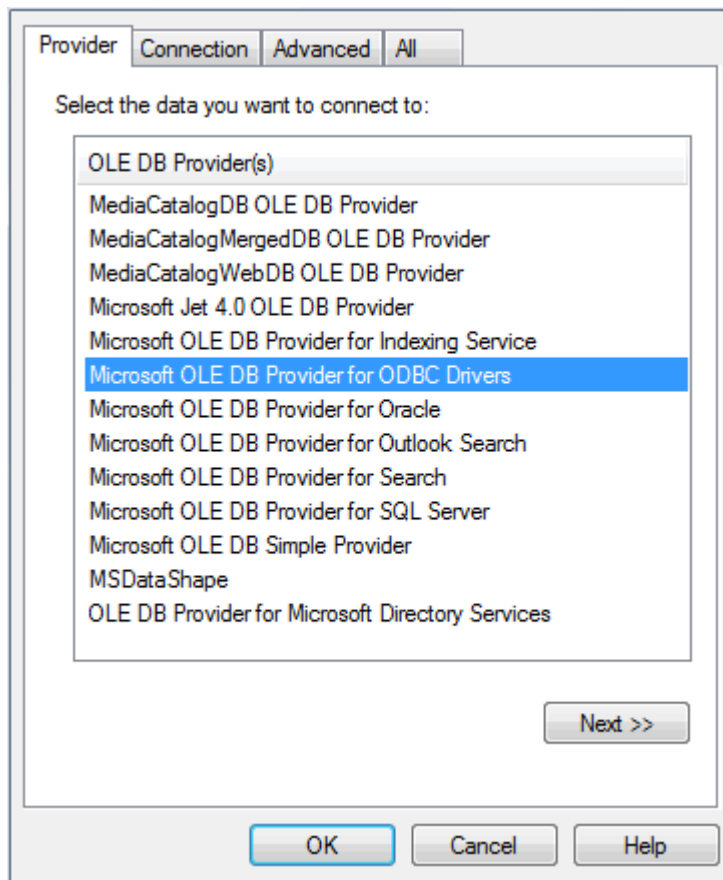 Provider Connection Advanced All
Select the data you want to connect to:
OLE DB Provider(s)
MediaCatalogDB OLE DB Provider
MediaCatalogMergedDB OLE DB Provider
MediaCatalogWebDB OLE DB Provider
Microsoft Jet 4.0 OLE DB Provider
Microsoft OLE DB Provider for Indexing Service
Microsoft OLE DB Provider for ODBC Drivers
Microsoft OLE DB Provider for Oracle
Microsoft OLE DB Provider for Outlook Search
Microsoft OLE DB Provider for Search
Microsoft OLE DB Provider for SQL Server
Microsoft OLE DB Simple Provider
MSDataShape
OLE DB Provider for Microsoft Directory Services
Next >>
OK Cancel Help